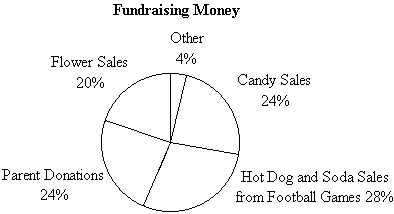 Fundraising Money
Other
4%
Flower Sales
20%
Candy Sales
24%
Parent Donations
24%
Hot Dog and Soda Sales
from Football Games 28%